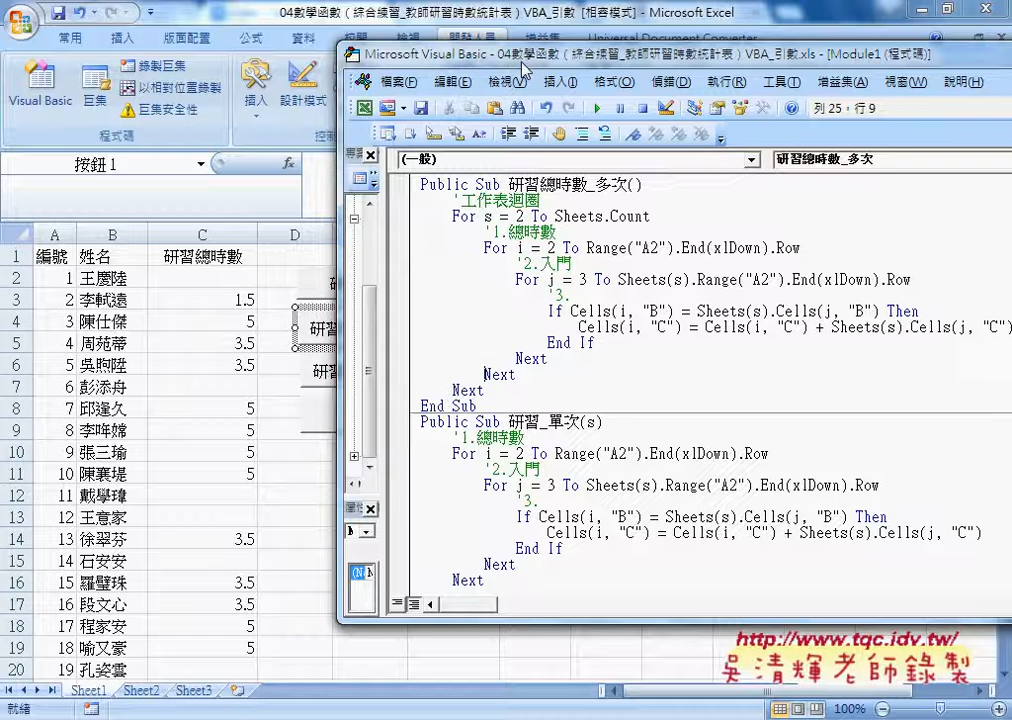 04數學函數（綜合練習_教師研習時數統計表）VBA_引數 [相容模式] - Microsoft Excel
常用 插入 版面配置 公式 資料 校閱 檢視 開發人員 增益集 Universal Document Converter
Visual Basic 巨集 錄製巨集 以相對位置錄製 巨集安全性 插入 設計模式
程式碼
按鈕 1
Microsoft Visual Basic - 04數學函數（綜合練習_教師研習時數統計表）VBA_引數.xls - [Module1 (程式碼)]
檔案(F) 編輯(E) 檢視(V) 插入(I) 格式(O) 偵錯(D) 執行(R) 工具(T) 增益集(A) 視窗(W) 說明(H)
列 25，行 9
(一般) 研習總時數_多次
Public Sub 研習總時數_多次()
'工作表迴圈
For s = 2 To Sheets.Count
'1.總時數
For i = 2 To Range("A2").End(xlDown).Row
'2.入門
For j = 3 To Sheets(s).Range("A2").End(xlDown).Row
'3.
If Cells(i, "B") = Sheets(s).Cells(j, "B") Then
Cells(i, "C") = Cells(i, "C") + Sheets(s).Cells(j, "C")
End If
Next
Next
Next
End Sub
Public Sub 研習_單次(s)
'1.總時數
For i = 2 To Range("A2").End(xlDown).Row
'2.入門
For j = 3 To Sheets(s).Range("A2").End(xlDown).Row
'3.
If Cells(i, "B") = Sheets(s).Cells(j, "B") Then
Cells(i, "C") = Cells(i, "C") + Sheets(s).Cells(j, "C")
End If
Next
Next
A B C D
1 編號 姓名 研習總時數
2 1 王慶陸
3 2 李軾遠 1.5
4 3 陳仕傑 5
5 4 周苑蒂 3.5
6 5 吳煦陞 3.5
7 6 彭添舟
8 7 邱逢久 5
9 8 李咩嫦 5
10 9 張三瑜 5
11 10 陳襄堤 5
12 11 戴學瑋
13 12 王意家
14 13 徐翠芬 3.5
15 14 石安安
16 15 羅璧珠 3.5
17 16 段文心 3.5
18 17 程家安 5
19 18 喻又豪 5
20 19 孔姿雲
Sheet1 Sheet2 Sheet3
就緒
100%
http://www.tqc.idv.tw/
吳清輝老師錄製